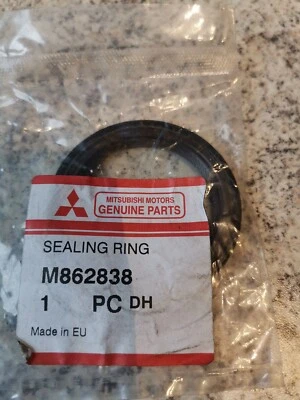 MITSUBISHI MOTORS
GENUINE PARTS
SEALING RING
M862838
1 PC DH
Made in EU